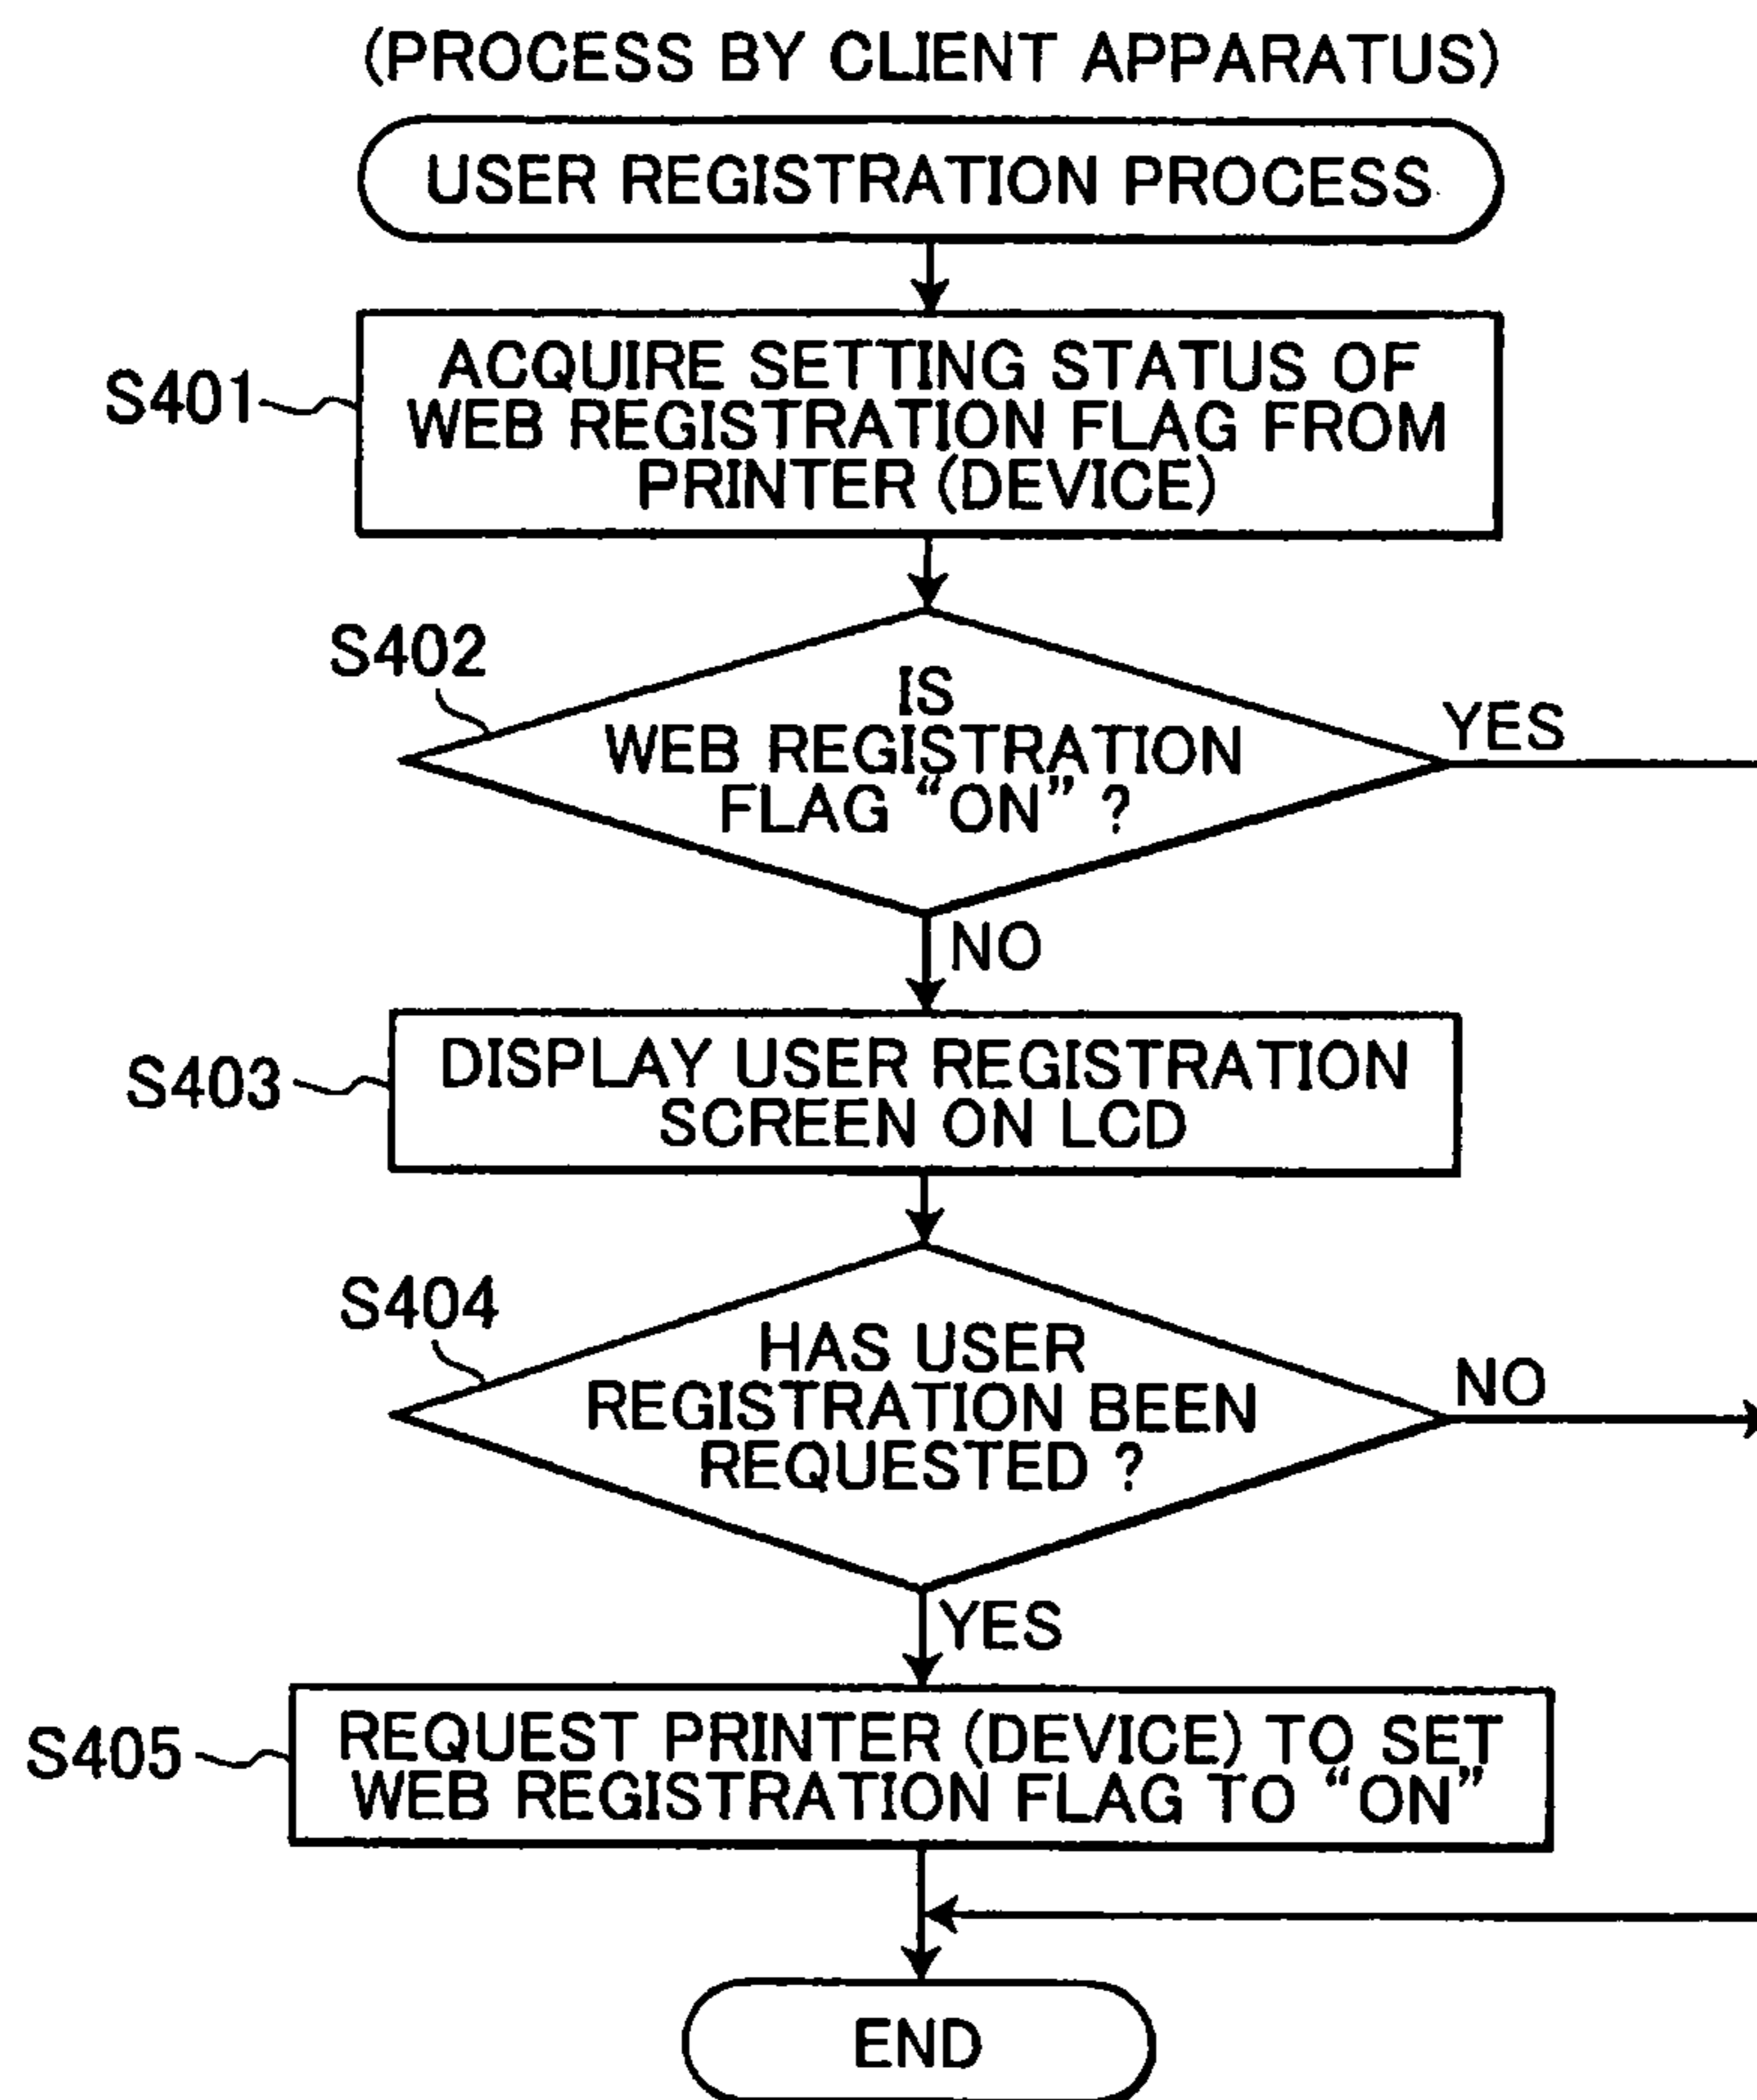 (PROCESS BY CLIENT APPARATUS)
USER REGISTRATION PROCESS
S401
ACQUIRE SETTING STATUS OF
WEB REGISTRATION FLAG FROM
PRINTER (DEVICE)
S402
IS
WEB REGISTRATION
FLAG “ON” ?
YES
NO
S403
DISPLAY USER REGISTRATION
SCREEN ON LCD
S404
HAS USER
REGISTRATION BEEN
REQUESTED ?
NO
YES
S405
REQUEST PRINTER (DEVICE) TO SET
WEB REGISTRATION FLAG TO “ON”
END